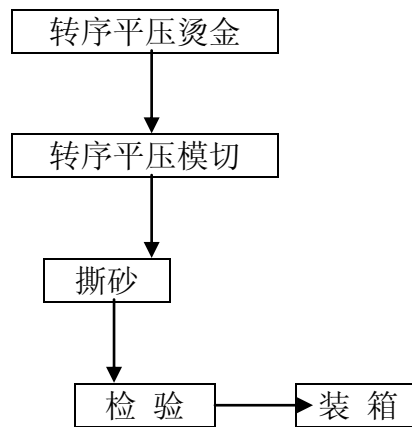 转序平压烫金
转序平压模切
撕砂
检 验
装 箱